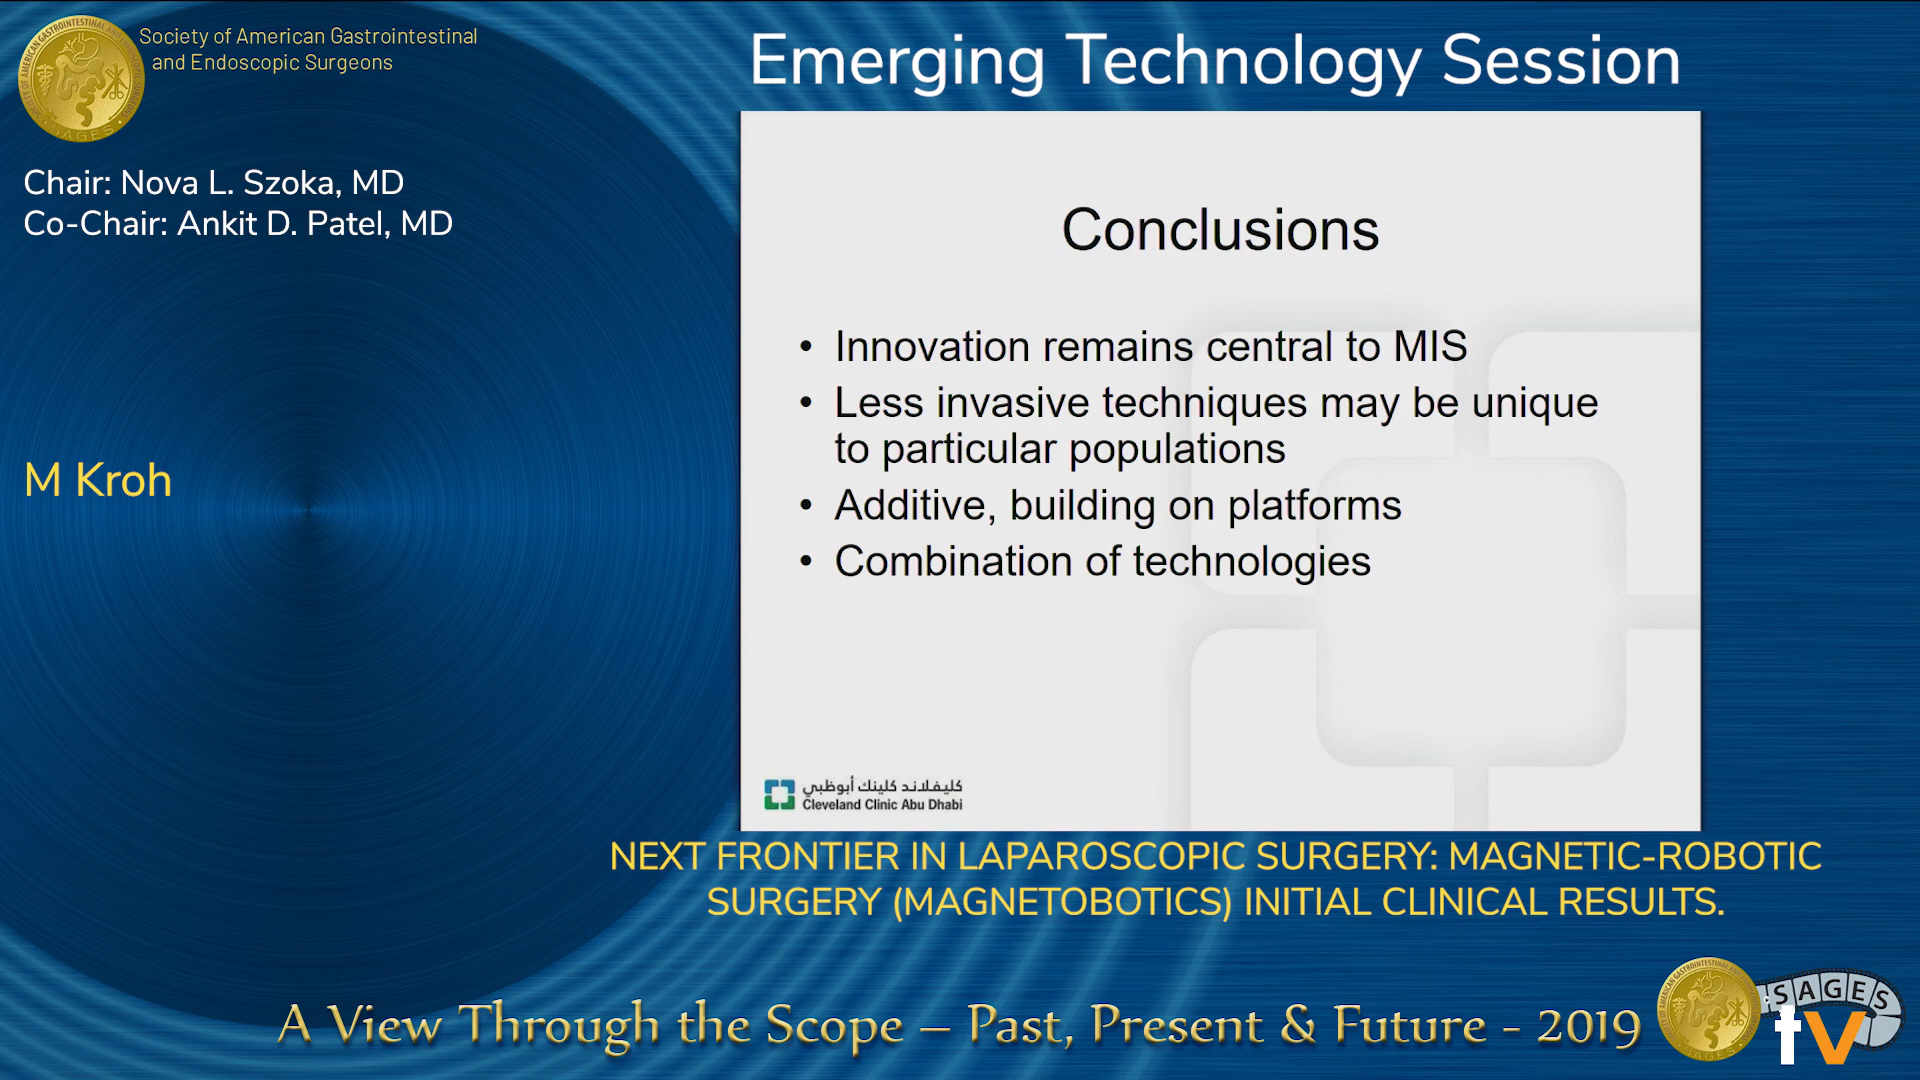 Society of American Gastrointestinal
and Endoscopic Surgeons
SAGES
Emerging Technology Session
Chair: Nova L. Szoka, MD
Co-Chair: Ankit D. Patel, MD
M Kroh
Conclusions
• Innovation remains central to MIS
• Less invasive techniques may be unique
to particular populations
• Additive, building on platforms
• Combination of technologies
كليفلاند كلينك أبوظبي
Cleveland Clinic Abu Dhabi
NEXT FRONTIER IN LAPAROSCOPIC SURGERY: MAGNETIC-ROBOTIC
SURGERY (MAGNETOBOTICS) INITIAL CLINICAL RESULTS.
A View Through the Scope – Past, Present & Future - 2019
SAGES
tv